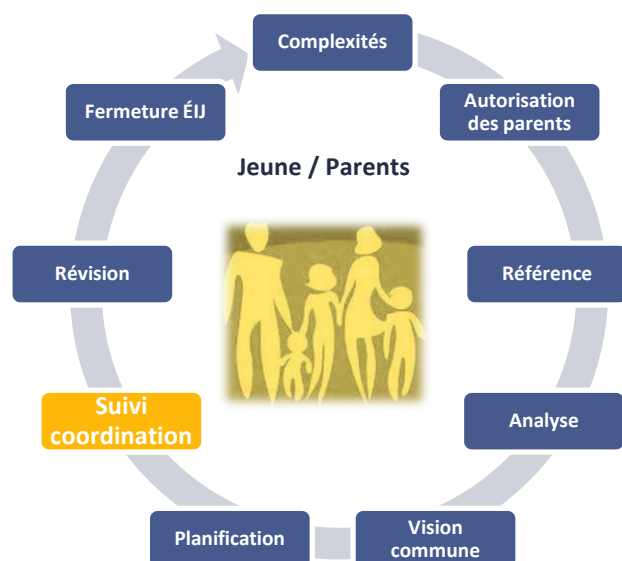 Complexités
Autorisation
des parents
Référence
Analyse
Vision
commune
Planification
Suivi
coordination
Révision
Fermeture ÉIJ
Jeune / Parents